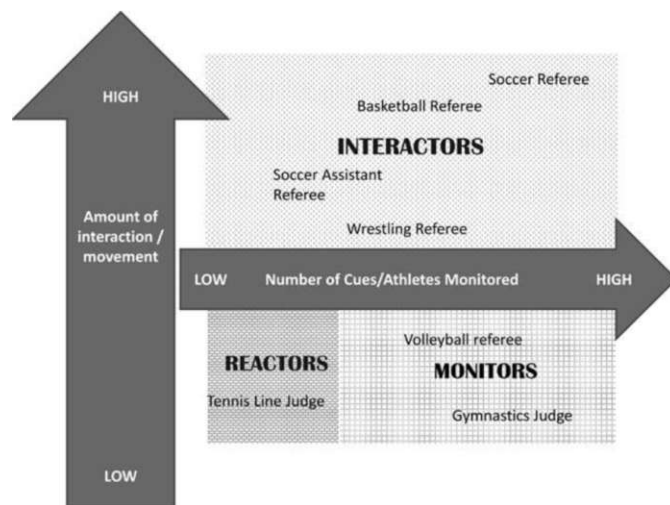 HIGH
Amount of
interaction /
movement
LOW
Soccer Referee
Basketball Referee
INTERACTORS
Soccer Assistant
Referee
Wrestling Referee
LOW Number of Cues/Athletes Monitored HIGH
REACTORS
Tennis Line Judge
Volleyball referee
MONITORS
Gymnastics Judge